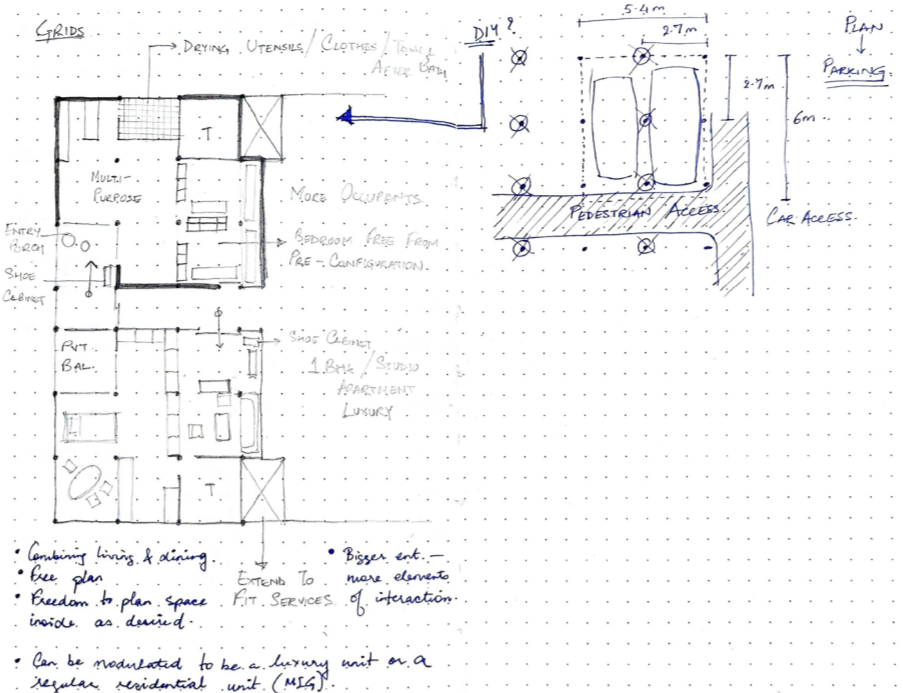 GRIDS
DRYING UTENSILS / CLOTHES /
AFTER BATH
T
MULTI-
PURPOSE
MORE OCCUPANTS
ENTRY
PORCH
BEDROOM FREE FROM
PRE-CONFIGURATION.
SHOE
CABINET
PVT.
BAL.
SHOE CABINET
1 BHK / STUDIO
APARTMENT
LUXURY
T
• Combining living & dining.
• Free plan
• Freedom to plan space
inside as desired.
EXTEND TO
FIT SERVICES
• Bigger ent. —
more elements
of interaction.
• Can be modulated to be a luxury unit or a
regular residential unit (MIG)
DIY?
5.4m
2.7m
2.7m
6m
PLAN
PARKING.
PEDESTRIAN ACCESS.
CAR ACCESS.